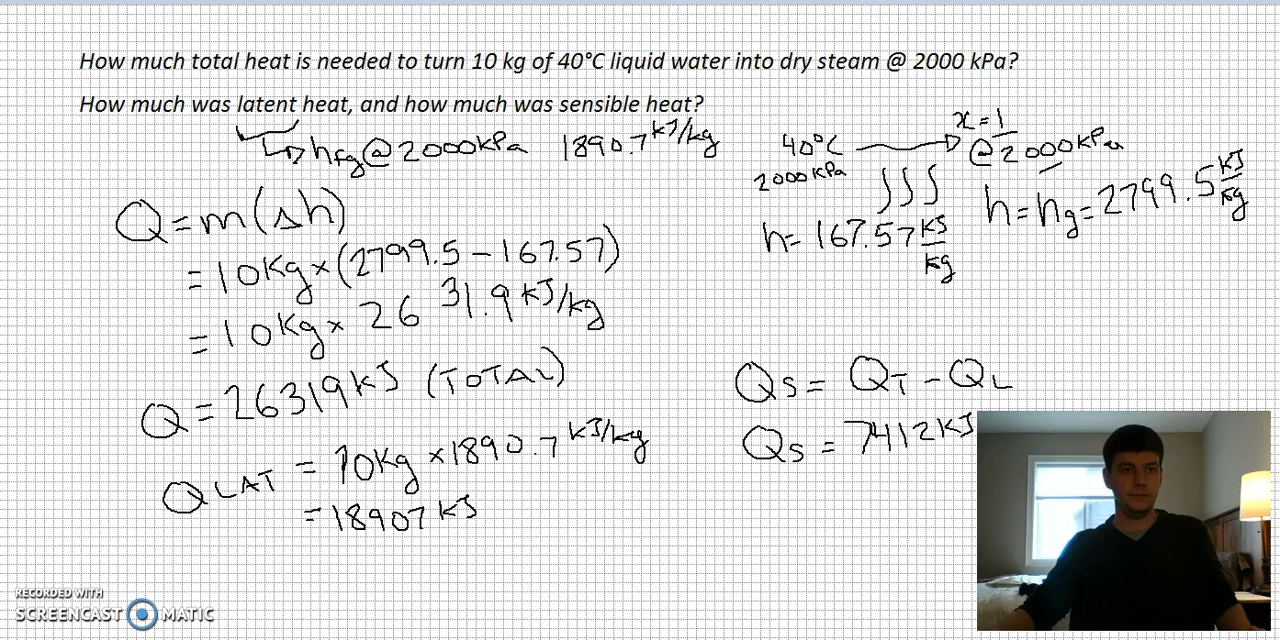 How much total heat is needed to turn 10 kg of 40°C liquid water into dry steam @ 2000 kPa?
How much was latent heat, and how much was sensible heat?
hfg @ 2000kPa 1890.7 kJ/kg
Q = m(Δh)
= 10kg × (2799.5 - 167.57)
= 10kg × 2631.9 kJ/kg
Q = 26319 kJ (TOTAL)
QLAT = 10kg × 1890.7 kJ/kg
= 18907 kJ
x = 1
40°C → @ 2000kPa
2000kPa
h = 167.57 kJ/kg
h = hg = 2799.5 kJ/kg
QS = QT - QL
QS = 7412 kJ
RECORDED WITH
SCREENCAST MATIC